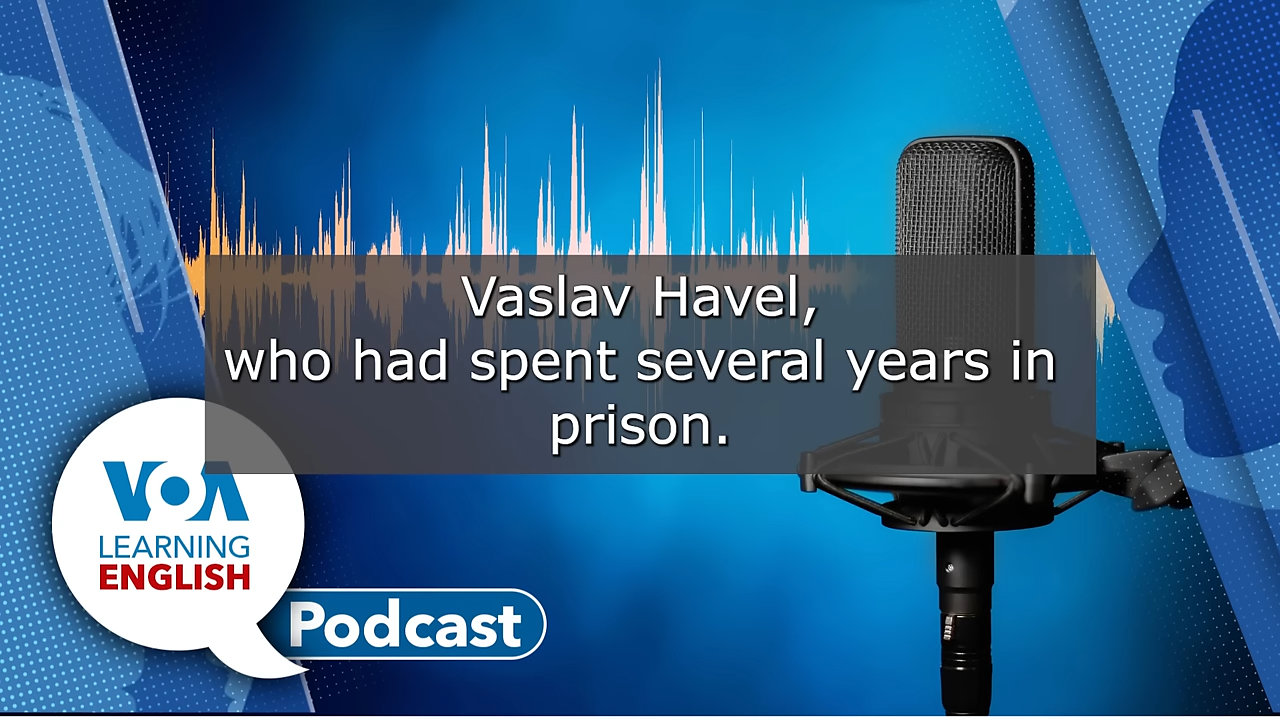 Vaslav Havel,
who had spent several years in
prison.
VOA
LEARNING
ENGLISH
Podcast